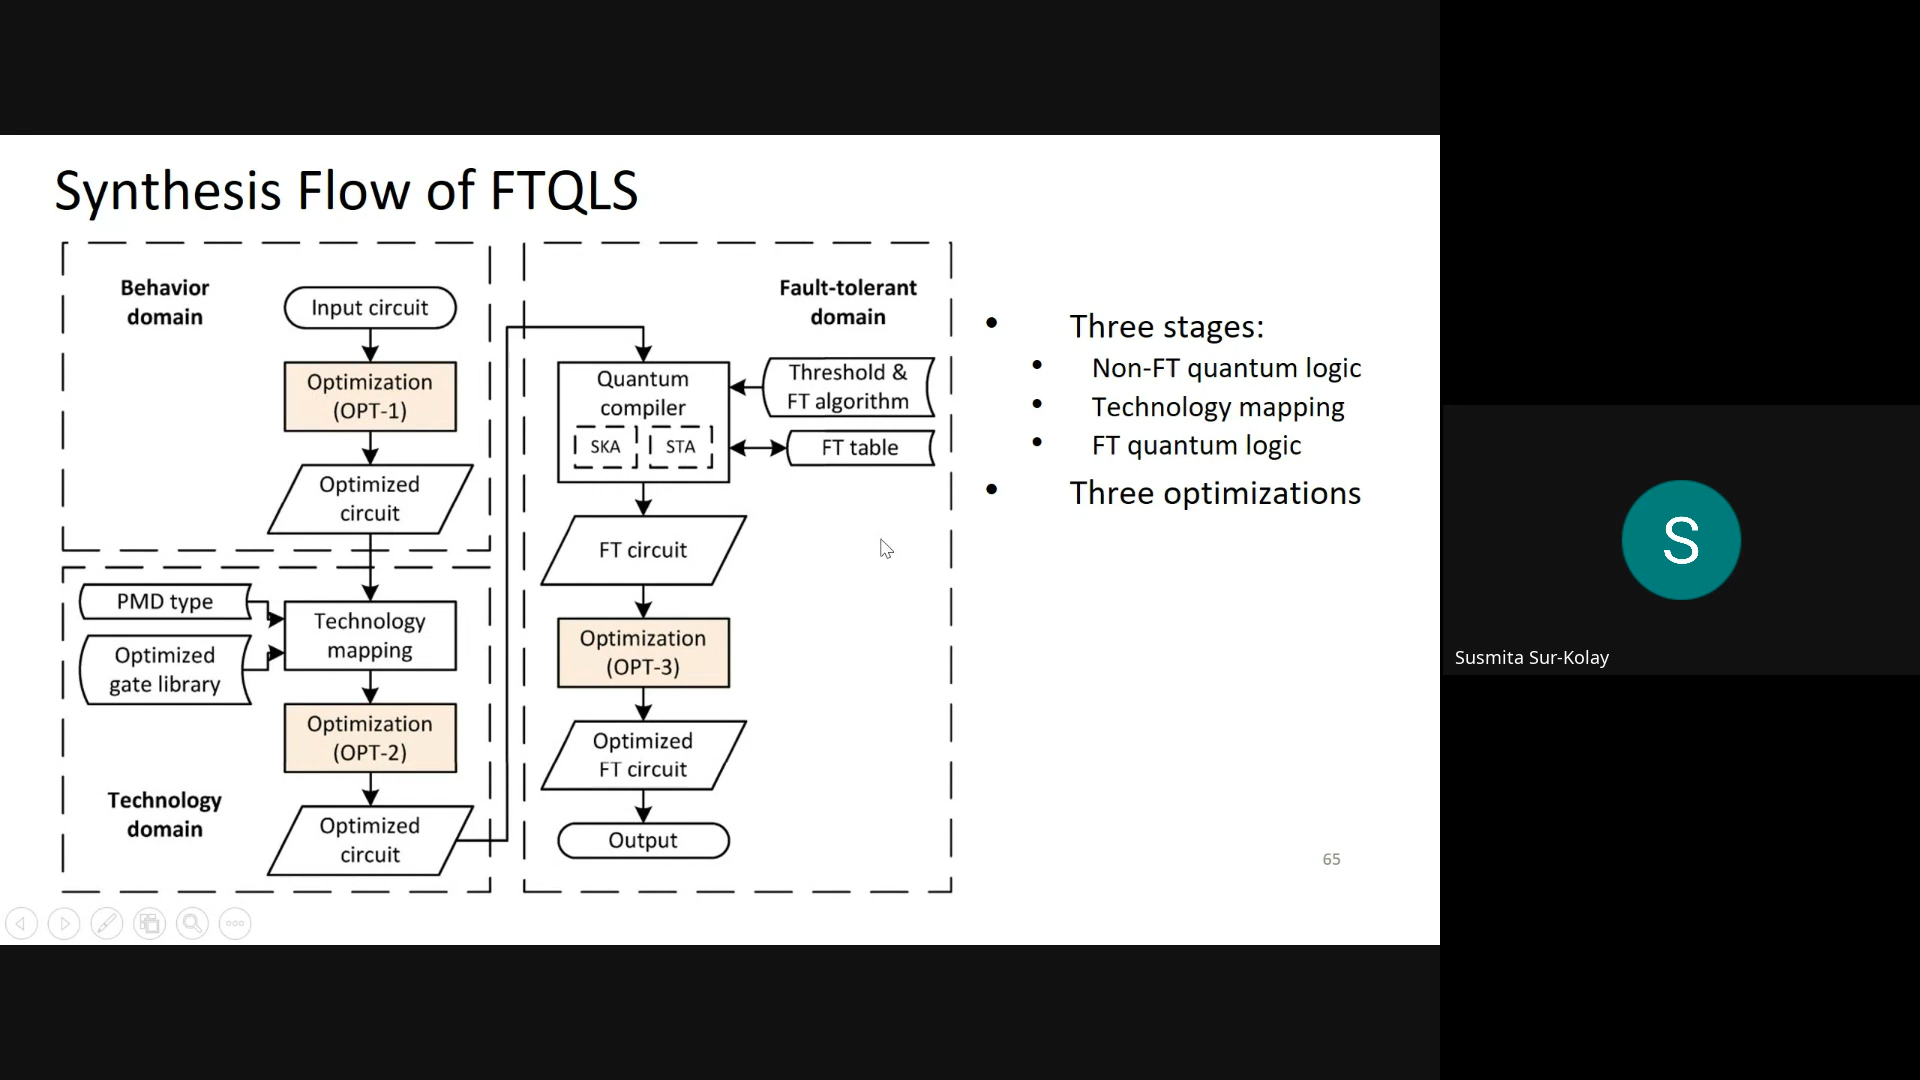 Synthesis Flow of FTQLS
Behavior
domain
Input circuit
Optimization
(OPT-1)
Optimized
circuit
PMD type
Optimized
gate library
Technology
mapping
Optimization
(OPT-2)
Technology
domain
Optimized
circuit
Fault-tolerant
domain
Quantum
compiler
SKA
STA
Threshold &
FT algorithm
FT table
FT circuit
Optimization
(OPT-3)
Optimized
FT circuit
Output
• Three stages:
• Non-FT quantum logic
• Technology mapping
• FT quantum logic
• Three optimizations
65
S
Susmita Sur-Kolay